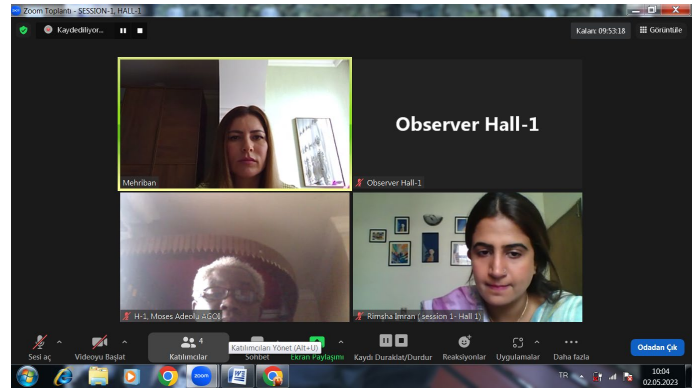 Zoom Toplantı - SESSION-1, HALL-1
Kaydediliyor...
Kalan: 09:53:18
Görüntüle
Mehriban
Observer Hall-1
Observer Hall-1
H-1, Moses Adeolu AGOI
Rimsha Imran ( session 1- Hall 1)
4
Sesi aç
Videoyu Başlat
Katılımcılar
Katılımcıları Yönet (Alt+U)
Sohbet
Ekran Paylaşımı
Kaydı Duraklat/Durdur
Reaksiyonlar
Uygulamalar
Daha fazla
Odadan Çık
zoom
TR
10:04
02.05.2023